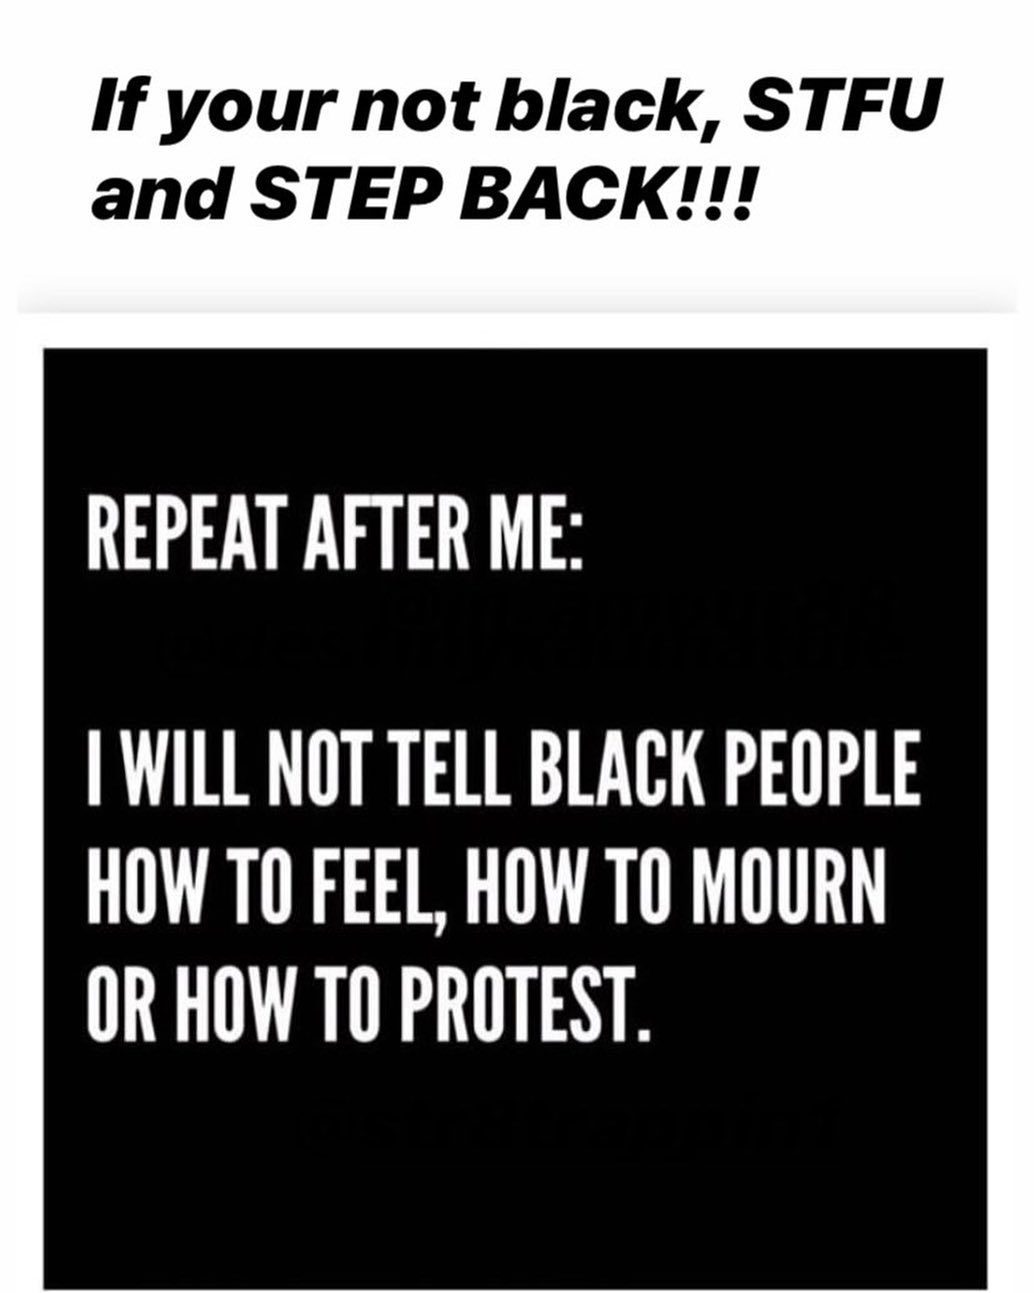 If your not black, STFU
and STEP BACK!!!
REPEAT AFTER ME:
I WILL NOT TELL BLACK PEOPLE
HOW TO FEEL, HOW TO MOURN
OR HOW TO PROTEST.